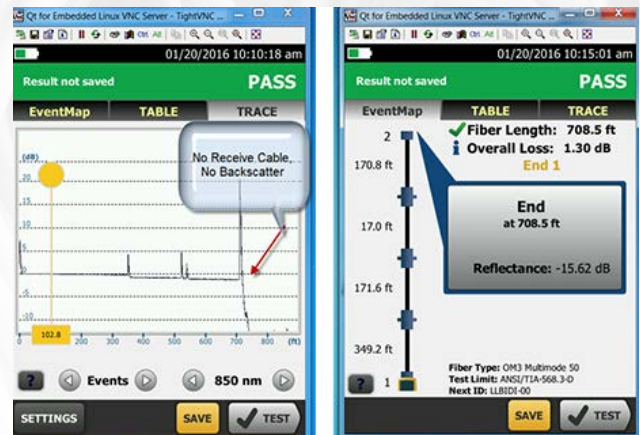 Qt for Embedded Linux VNC Server - TightVNC ...
01/20/2016 10:10:18 am
Result not saved
PASS
EventMap
TABLE
TRACE
(dB)
No Receive Cable,
No Backscatter
20
15
10
5
0
-5
-10
0
102.8
200
300
400
500
600
700
800
(ft)
?
Events
850 nm
SETTINGS
SAVE
TEST
Qt for Embedded Linux VNC Server - TightVNC ...
01/20/2016 10:15:01 am
Result not saved
PASS
EventMap
TABLE
TRACE
2
Fiber Length: 708.5 ft
Overall Loss: 1.30 dB
End 1
170.8 ft
End
at 708.5 ft
17.0 ft
Reflectance: -15.62 dB
171.6 ft
349.2 ft
Fiber Type: OM3 Multimode 50
Test Limit: ANSI/TIA-568.3-D
Next ID: LLBIDI-00
?
1
SAVE
TEST